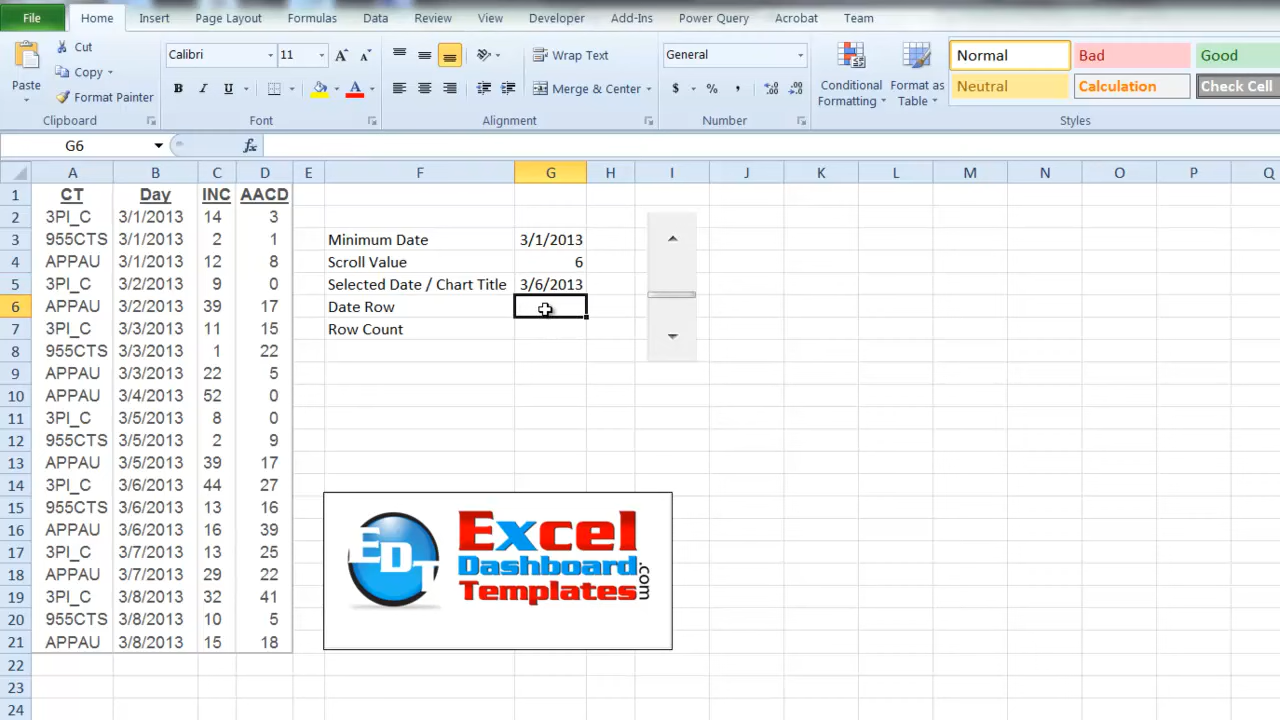 File Home Insert Page Layout Formulas Data Review View Developer Add-Ins Power Query Acrobat Team
Paste
Cut
Copy
Format Painter
Clipboard
Calibri 11
B I U A
Font
Wrap Text
Merge & Center
Alignment
General
$ % ,
Number
Conditional Formatting
Format as Table
Normal Bad Good
Neutral Calculation Check Cell
Styles
G6 fx
A B C D E F G H I J K L M N O P Q
1 CT Day INC AACD
2 3PI_C 3/1/2013 14 3
3 955CTS 3/1/2013 2 1 Minimum Date 3/1/2013
4 APPAU 3/1/2013 12 8 Scroll Value 6
5 3PI_C 3/2/2013 9 0 Selected Date / Chart Title 3/6/2013
6 APPAU 3/2/2013 39 17 Date Row
7 3PI_C 3/3/2013 11 15 Row Count
8 955CTS 3/3/2013 1 22
9 APPAU 3/3/2013 22 5
10 APPAU 3/4/2013 52 0
11 3PI_C 3/5/2013 8 0
12 955CTS 3/5/2013 2 9
13 APPAU 3/5/2013 39 17
14 3PI_C 3/6/2013 44 27
15 955CTS 3/6/2013 13 16
16 APPAU 3/6/2013 16 39
17 3PI_C 3/7/2013 13 25
18 APPAU 3/7/2013 29 22
19 3PI_C 3/8/2013 32 41
20 955CTS 3/8/2013 10 5
21 APPAU 3/8/2013 15 18
22
23
24
EDT
Excel
Dashboard
Templates
.com